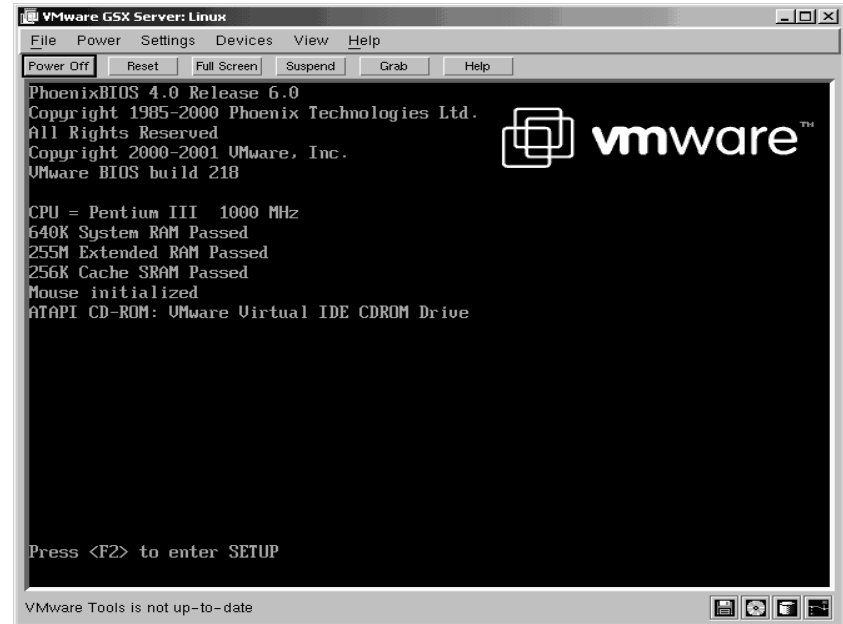 VMware GSX Server: Linux
File Power Settings Devices View Help
Power Off Reset Full Screen Suspend Grab Help
PhoenixBIOS 4.0 Release 6.0
Copyright 1985-2000 Phoenix Technologies Ltd.
All Rights Reserved
Copyright 2000-2001 VMware, Inc.
VMware BIOS build 218
vmware™
CPU = Pentium III 1000 MHz
640K System RAM Passed
255M Extended RAM Passed
256K Cache SRAM Passed
Mouse initialized
ATAPI CD-ROM: VMware Virtual IDE CDROM Drive
Press <F2> to enter SETUP
VMware Tools is not up-to-date